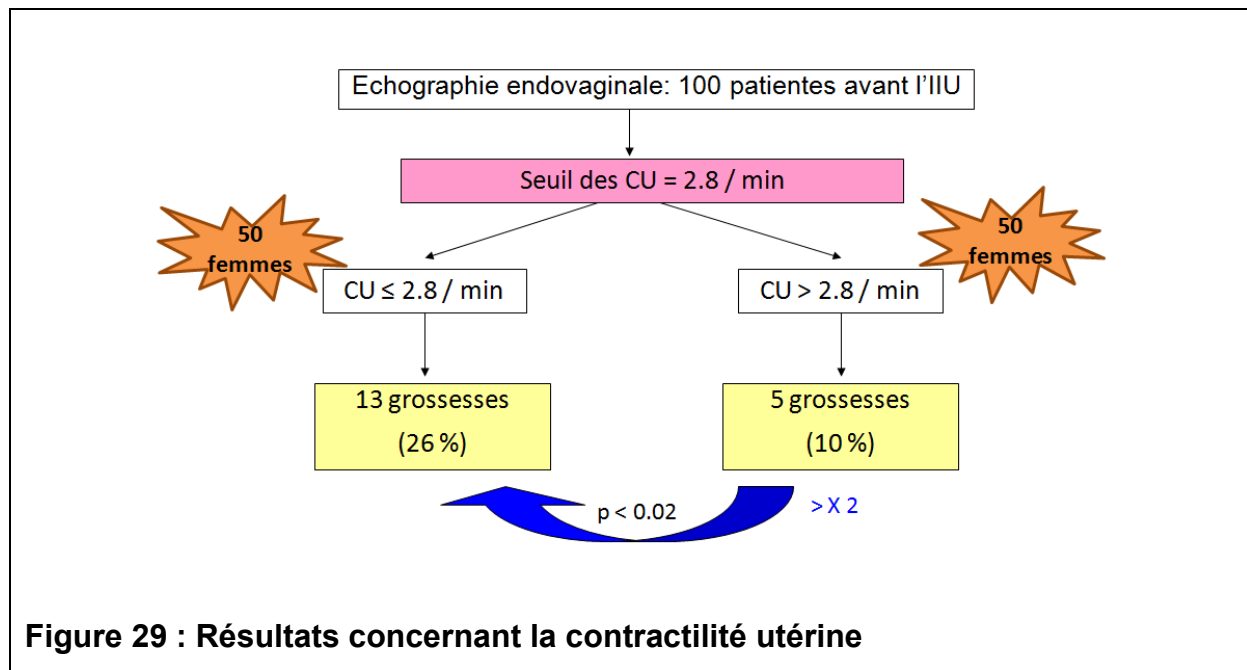 Echographie endovaginale: 100 patientes avant l'IIU
Seuil des CU = 2.8 / min
50
femmes
50
femmes
CU ≤ 2.8 / min
CU > 2.8 / min
13 grossesses
(26 %)
5 grossesses
(10 %)
p < 0.02
> X 2
Figure 29 : Résultats concernant la contractilité utérine